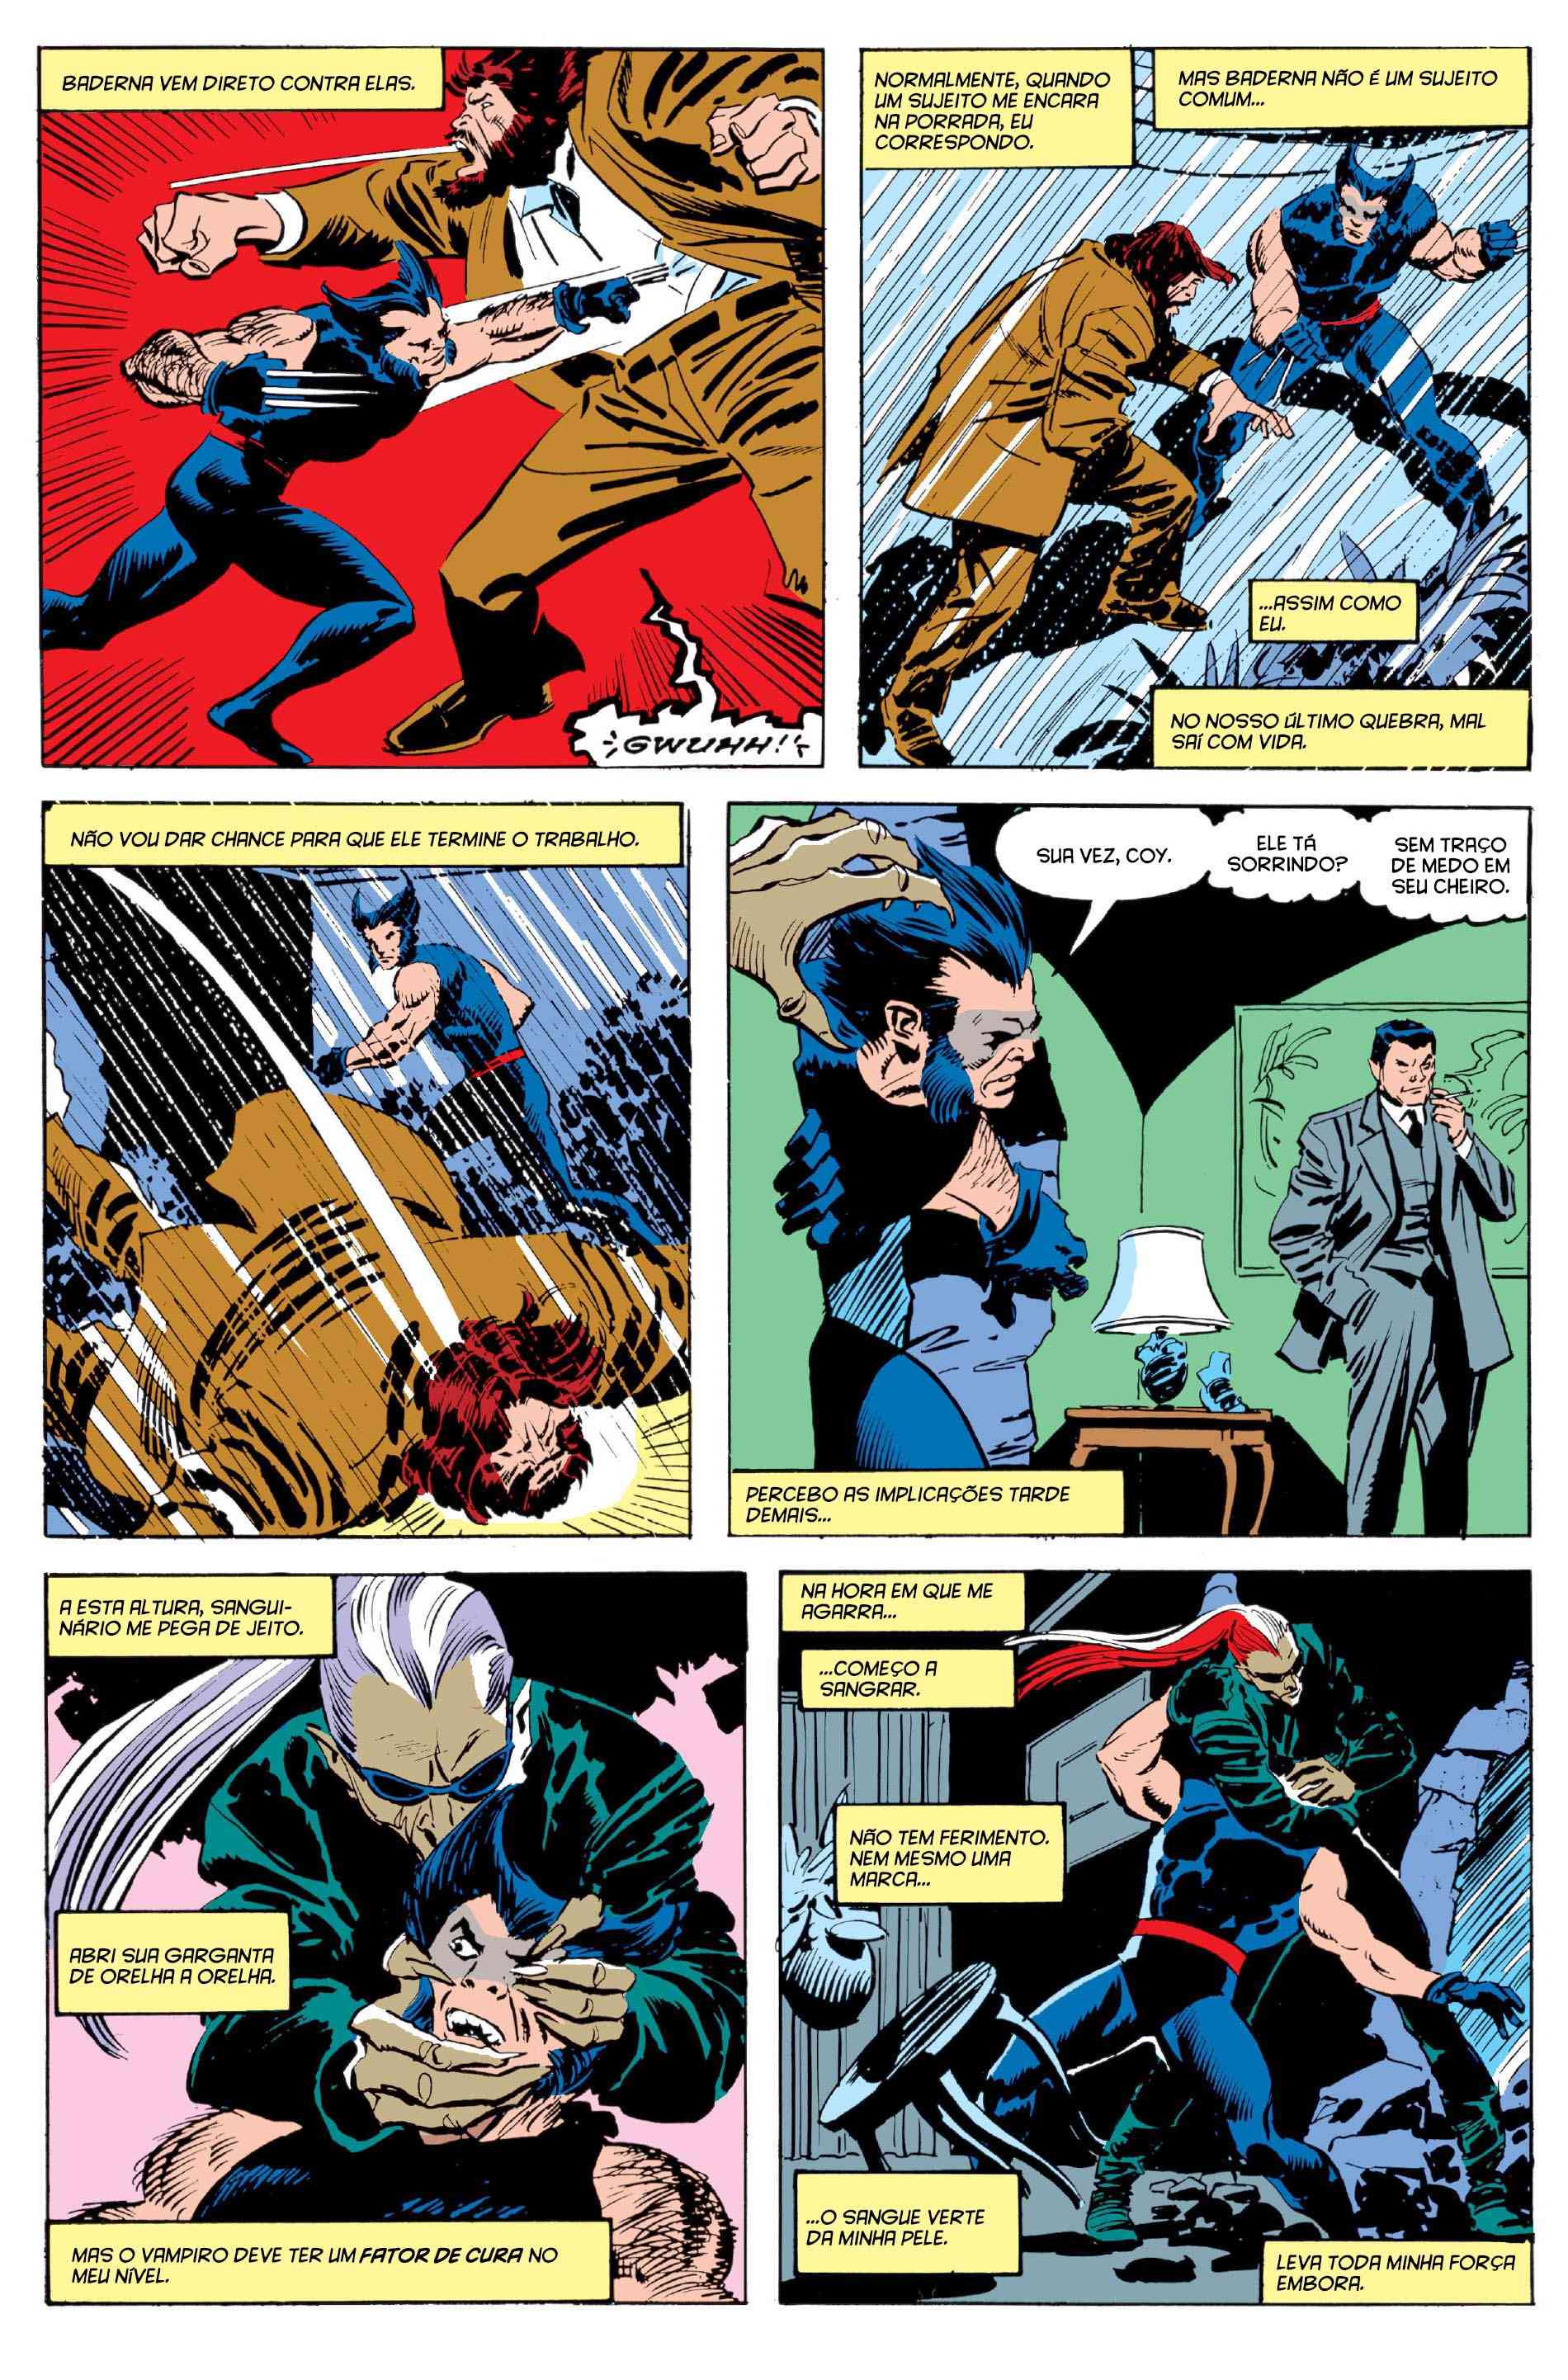 BADERNA VEM DIRETO CONTRA ELAS.
GWUHH!
NORMALMENTE, QUANDO
UM SUJEITO ME ENCARA
NA PORRADA, EU
CORRESPONDO.
MAS BADERNA NÃO É UM SUJEITO
COMUM...
...ASSIM COMO
EU.
NO NOSSO ÚLTIMO QUEBRA, MAL
SAÍ COM VIDA.
NÃO VOU DAR CHANCE PARA QUE ELE TERMINE O TRABALHO.
SUA VEZ, COY.
ELE TÁ
SORRINDO?
SEM TRAÇO
DE MEDO EM
SEU CHEIRO.
PERCEBO AS IMPLICAÇÕES TARDE
DEMAIS...
A ESTA ALTURA, SANGUI-
NÁRIO ME PEGA DE JEITO.
ABRI SUA GARGANTA
DE ORELHA A ORELHA.
MAS O VAMPIRO DEVE TER UM FATOR DE CURA NO
MEU NÍVEL.
NA HORA EM QUE ME
AGARRA...
...COMEÇO A
SANGRAR.
NÃO TEM FERIMENTO.
NEM MESMO UMA
MARCA...
...O SANGUE VERTE
DA MINHA PELE.
LEVA TODA MINHA FORÇA
EMBORA.